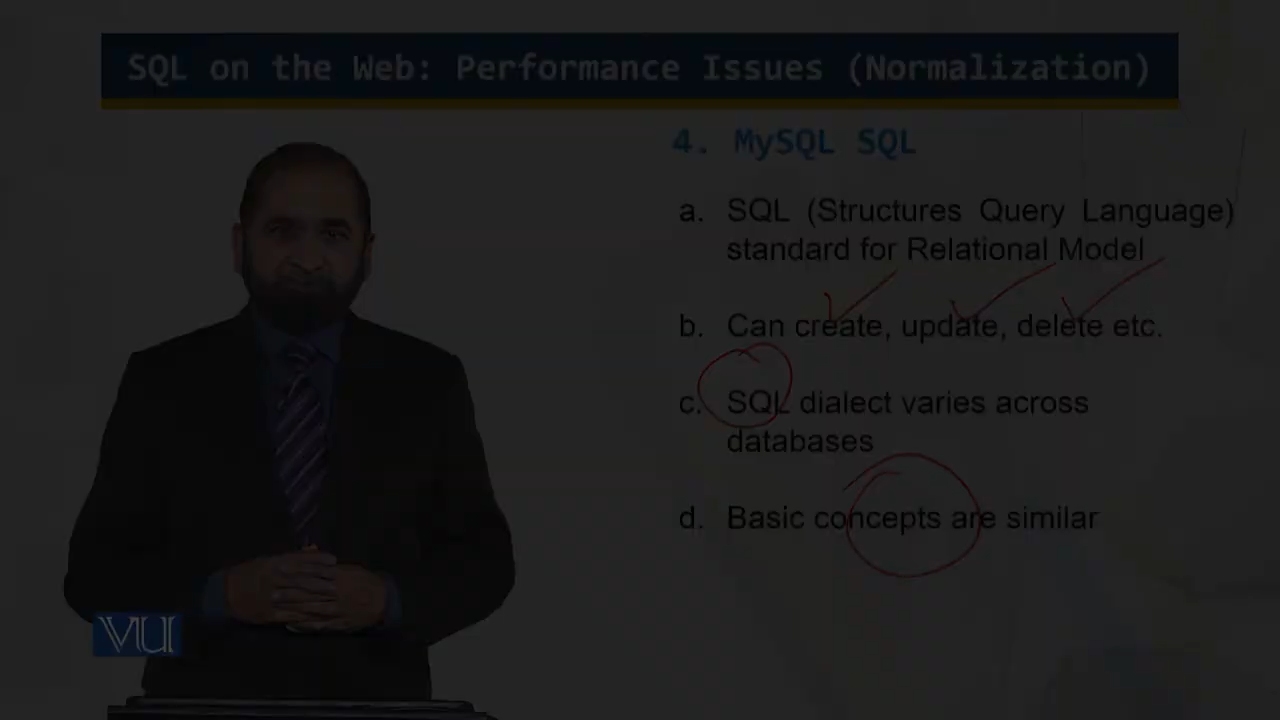 SQL on the Web: Performance Issues (Normalization)
4. MySQL SQL
a. SQL (Structures Query Language)
standard for Relational Model
b. Can create, update, delete etc.
c. SQL dialect varies across
databases
d. Basic concepts are similar
VU